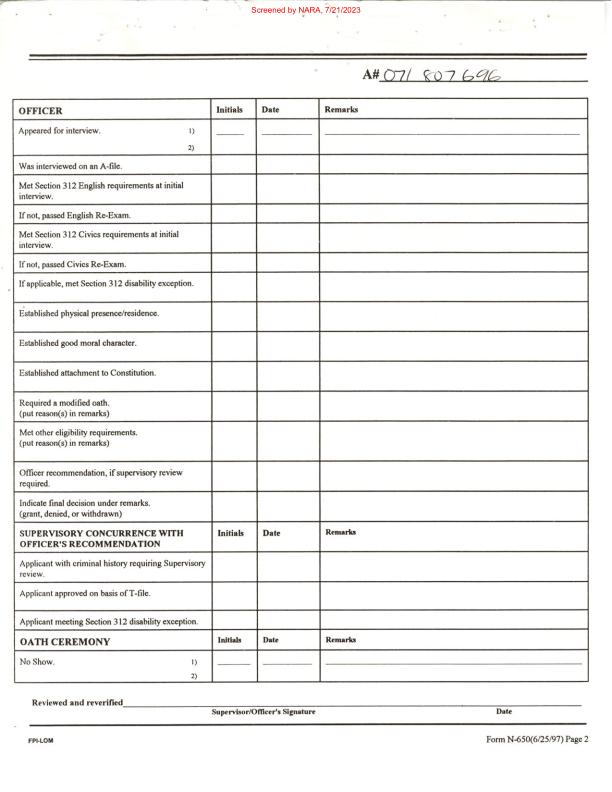 Screened by NARA, 7/21/2023
A# 071 807 696
OFFICER Initials Date Remarks
Appeared for interview. 1)
2)
Was interviewed on an A-file.
Met Section 312 English requirements at initial
interview.
If not, passed English Re-Exam.
Met Section 312 Civics requirements at initial
interview.
If not, passed Civics Re-Exam.
If applicable, met Section 312 disability exception.
Established physical presence/residence.
Established good moral character.
Established attachment to Constitution.
Required a modified oath.
(put reason(s) in remarks)
Met other eligibility requirements.
(put reason(s) in remarks)
Officer recommendation, if supervisory review
required.
Indicate final decision under remarks.
(grant, denied, or withdrawn)
SUPERVISORY CONCURRENCE WITH Initials Date Remarks
OFFICER'S RECOMMENDATION
Applicant with criminal history requiring Supervisory
review.
Applicant approved on basis of T-file.
Applicant meeting Section 312 disability exception.
OATH CEREMONY Initials Date Remarks
No Show. 1)
2)
Reviewed and reverified
Supervisor/Officer's Signature Date
FPI-LOM Form N-650(6/25/97) Page 2